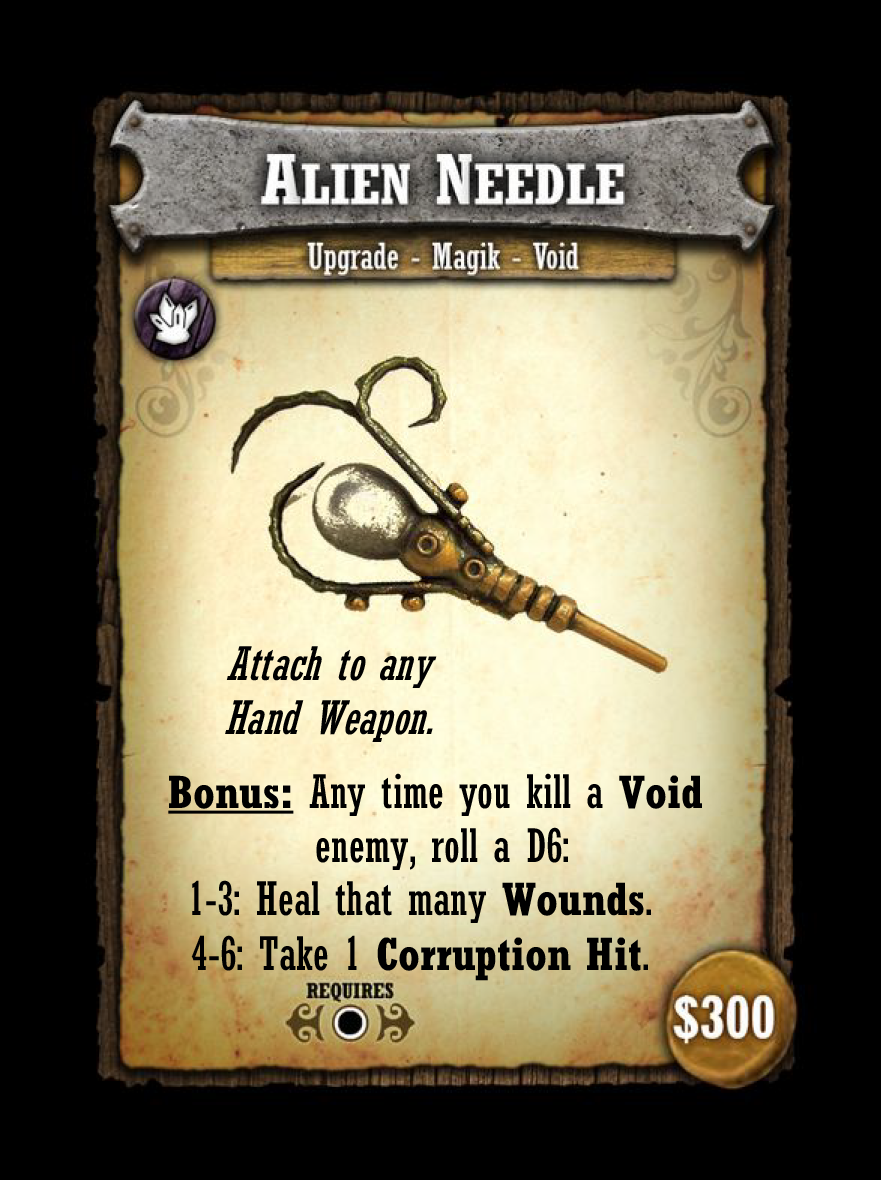 ALIEN NEEDLE
Upgrade - Magik - Void
Attach to any
Hand Weapon.
Bonus: Any time you kill a Void
enemy, roll a D6:
1-3: Heal that many Wounds.
4-6: Take 1 Corruption Hit.
REQUIRES
$300